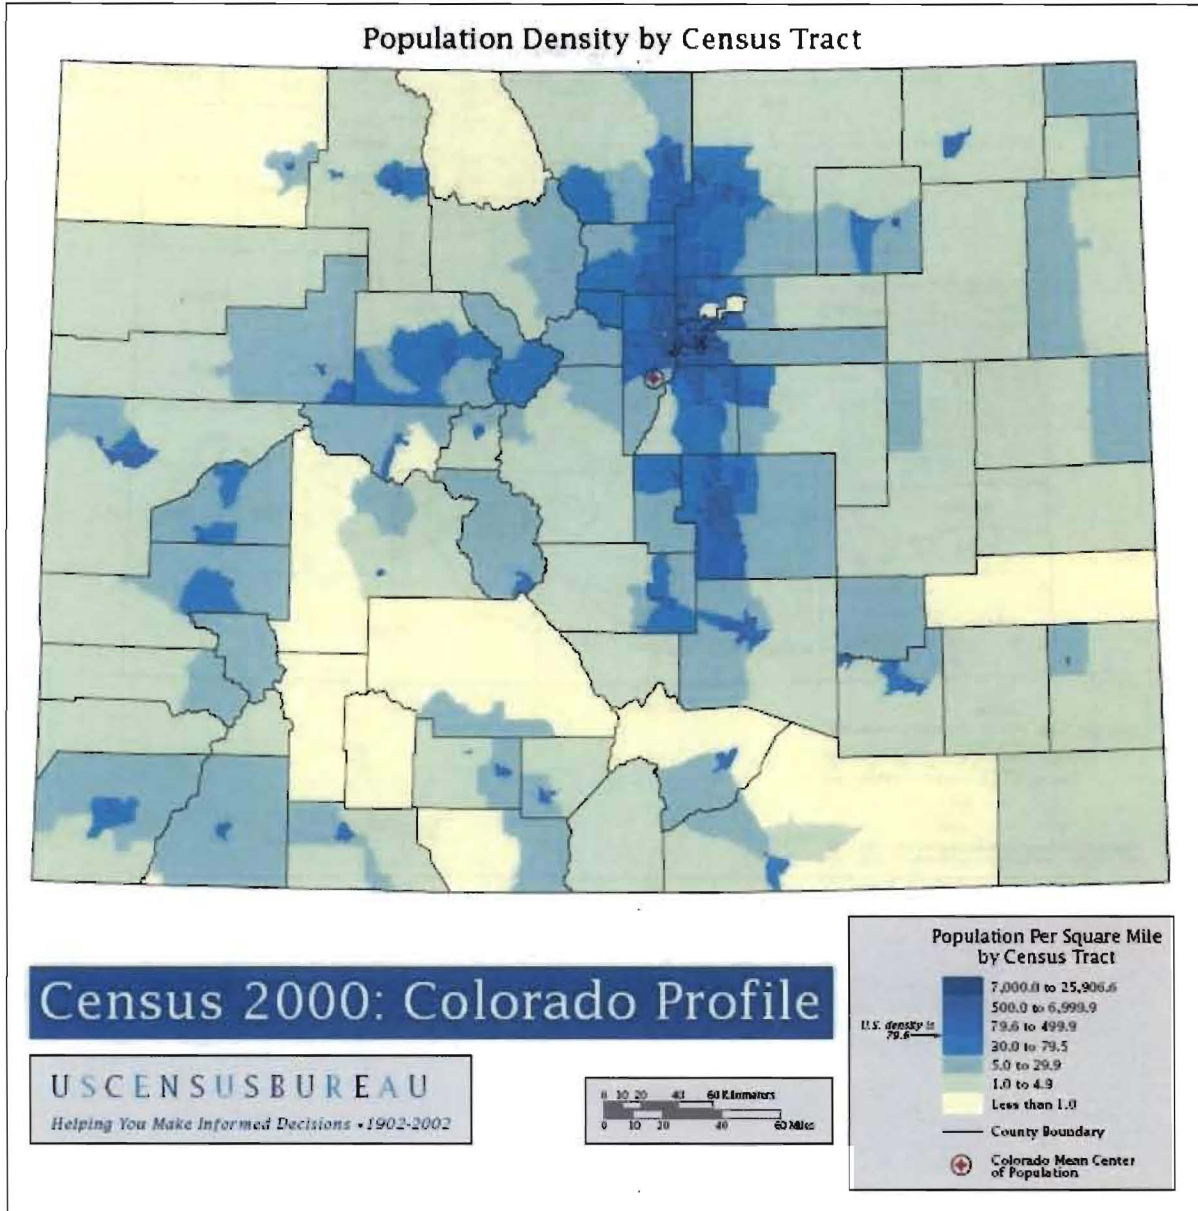 Population Density by Census Tract
Census 2000: Colorado Profile
USCENSUSBUREAU
Helping You Make Informed Decisions •1902-2002
0 10 20 40 60 Kilometers
0 10 20 40 60 Miles
Population Per Square Mile
by Census Tract
7,000.0 to 25,906.6
500.0 to 6,999.9
79.6 to 499.9
30.0 to 79.5
5.0 to 29.9
1.0 to 4.9
Less than 1.0
U.S. density is
79.6
County Boundary
Colorado Mean Center
of Population